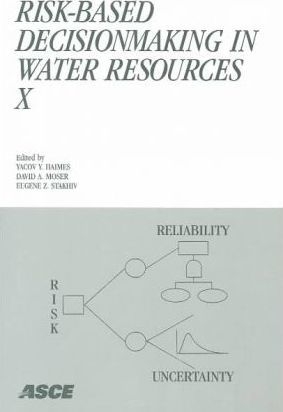 RISK-BASED
DECISIONMAKING IN
WATER RESOURCES
X
Edited by
YACOV Y. HAIMES
DAVID A. MOSER
EUGENE Z. STAKHIV
RELIABILITY
RISK
UNCERTAINTY
ASCE